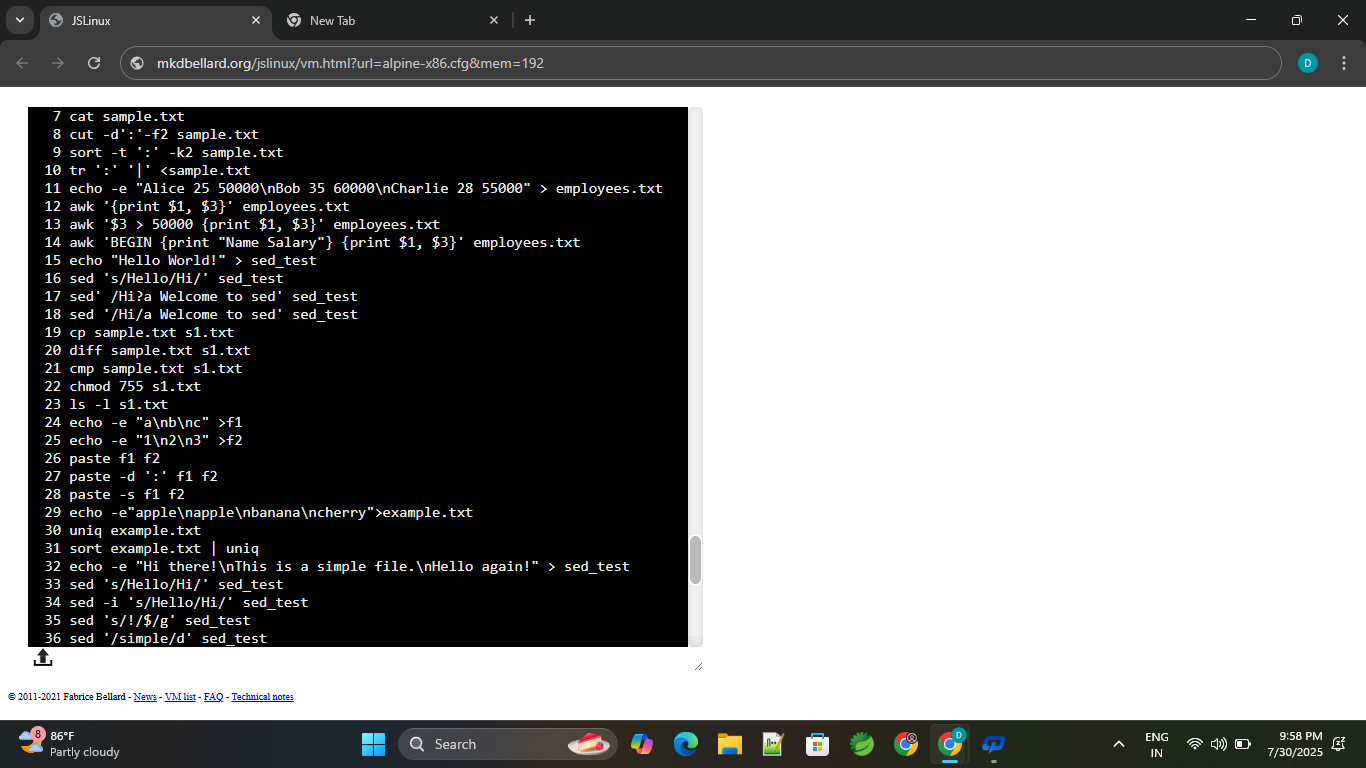 JSLinux
New Tab
mkdbellard.org/jslinux/vm.html?url=alpine-x86.cfg&mem=192
D
7 cat sample.txt
8 cut -d':'-f2 sample.txt
9 sort -t ':' -k2 sample.txt
10 tr ':' '|' <sample.txt
11 echo -e "Alice 25 50000\nBob 35 60000\nCharlie 28 55000" > employees.txt
12 awk '{print $1, $3}' employees.txt
13 awk '$3 > 50000 {print $1, $3}' employees.txt
14 awk 'BEGIN {print "Name Salary"} {print $1, $3}' employees.txt
15 echo "Hello World!" > sed_test
16 sed 's/Hello/Hi/' sed_test
17 sed' /Hi?a Welcome to sed' sed_test
18 sed '/Hi/a Welcome to sed' sed_test
19 cp sample.txt s1.txt
20 diff sample.txt s1.txt
21 cmp sample.txt s1.txt
22 chmod 755 s1.txt
23 ls -l s1.txt
24 echo -e "a\nb\nc" >f1
25 echo -e "1\n2\n3" >f2
26 paste f1 f2
27 paste -d ':' f1 f2
28 paste -s f1 f2
29 echo -e"apple\napple\nbanana\ncherry">example.txt
30 uniq example.txt
31 sort example.txt | uniq
32 echo -e "Hi there!\nThis is a simple file.\nHello again!" > sed_test
33 sed 's/Hello/Hi/' sed_test
34 sed -i 's/Hello/Hi/' sed_test
35 sed 's/!/$/g' sed_test
36 sed '/simple/d' sed_test
© 2011-2021 Fabrice Bellard - News - VM list - FAQ - Technical notes
8
86°F
Partly cloudy
Search
D
ENG
IN
9:58 PM
7/30/2025